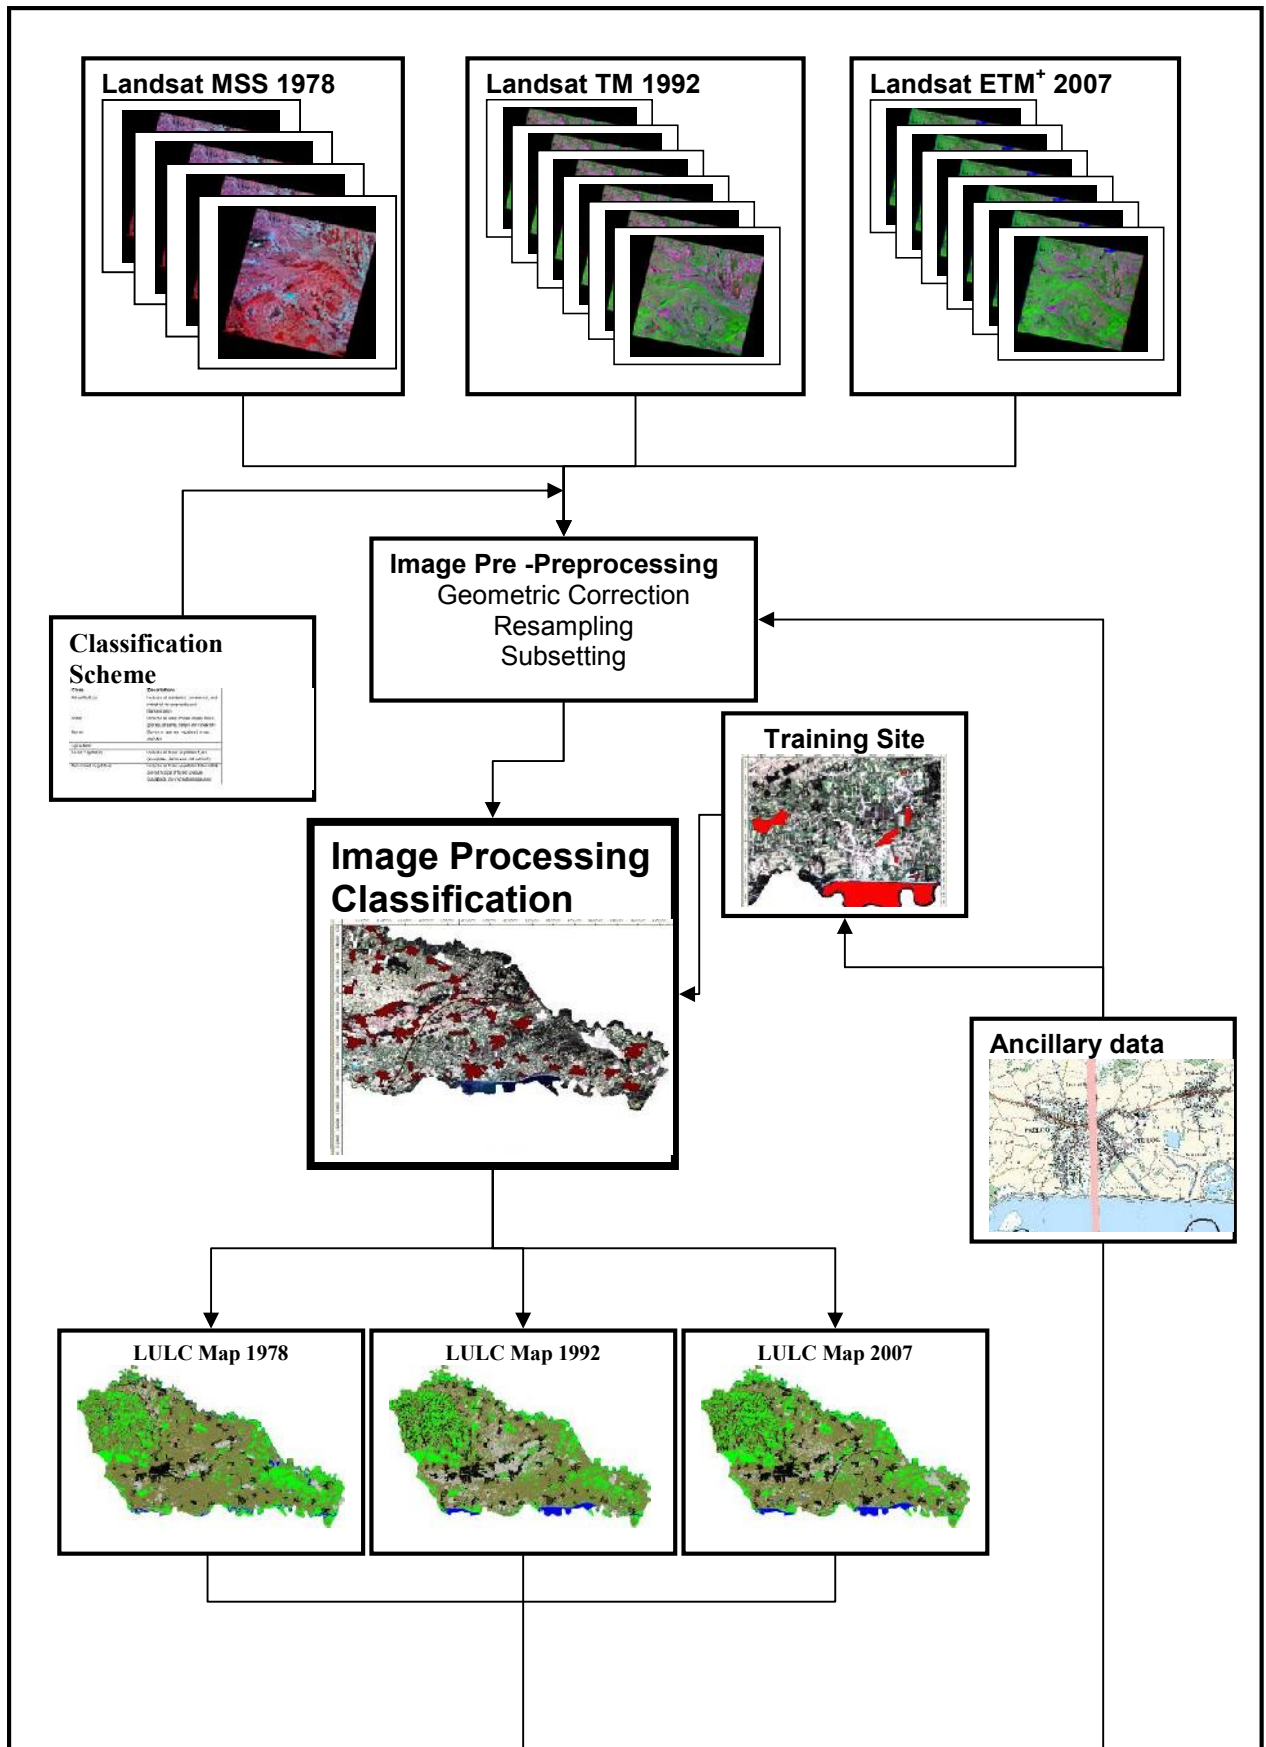 Landsat MSS 1978
Landsat TM 1992
Landsat ETM+ 2007
Image Pre -Preprocessing
Geometric Correction
Resampling
Subsetting
Classification
Scheme
Training Site
Image Processing
Classification
Ancillary data
LULC Map 1978
LULC Map 1992
LULC Map 2007